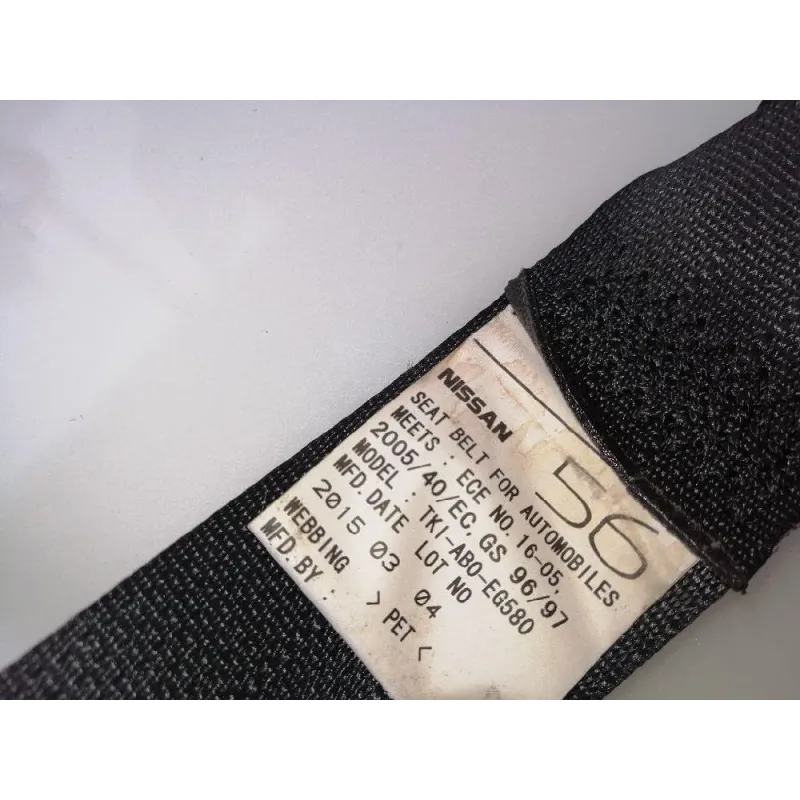 56
NISSAN
SEAT BELT FOR AUTOMOBILES
MEETS : ECE NO. 16-05,
2005/40/EC, GS 96/97
MODEL : TKI-AB0-EG580
MFD. DATE LOT NO
2015 03 04
WEBBING > PET <
MFD. BY :